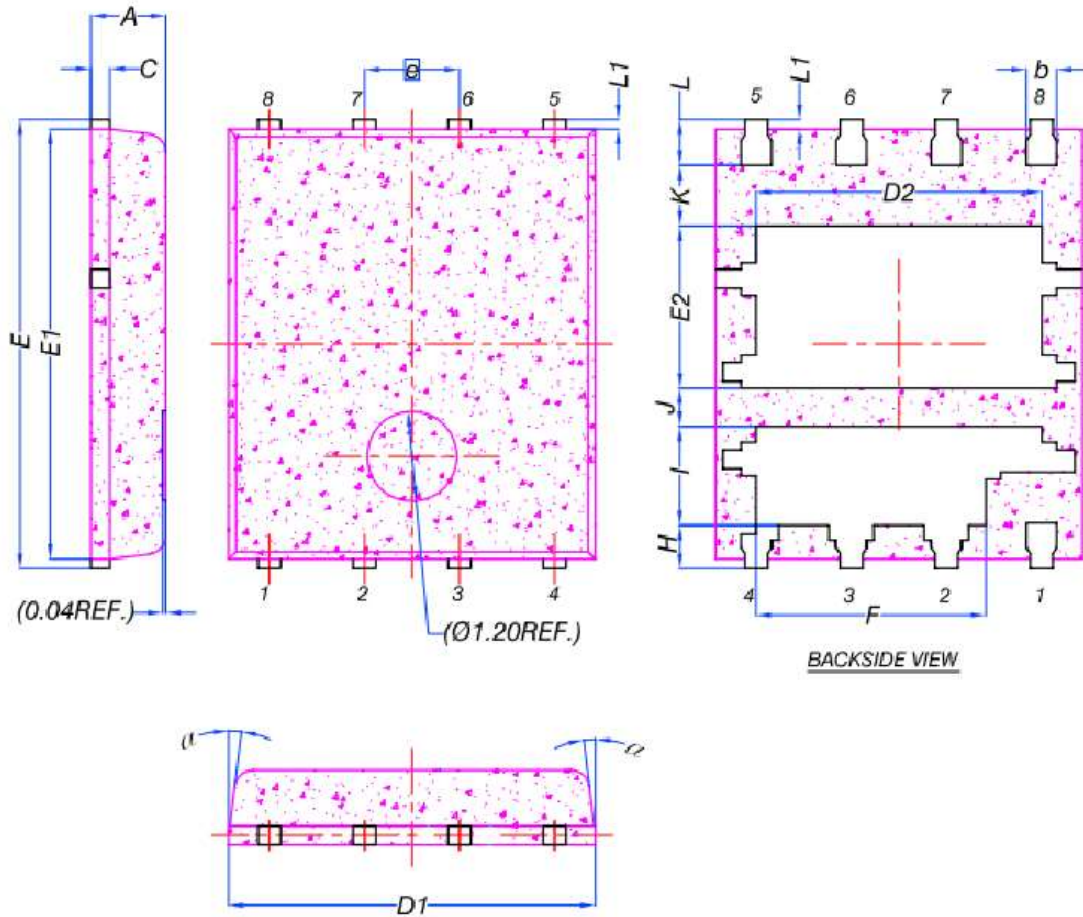 A
C
E
E1
(0.04REF.)
e
L1
8 7 6 5
1 2 3 4
(Ø1.20REF.)
L
L1
b
5 6 7 8
K
D2
E2
J
I
H
4 3 2 1
F
BACKSIDE VIEW
α
α
D1